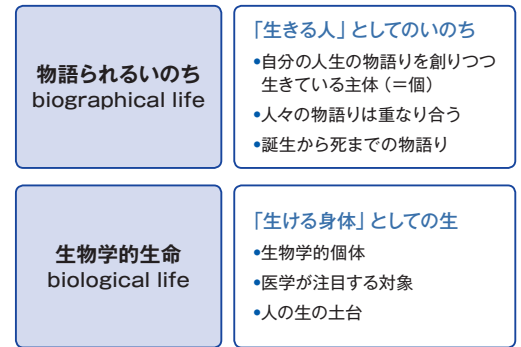 物語られるいのち
biographical life
「生きる人」としてのいのち
•自分の人生の物語りを創りつつ
生きている主体（＝個）
•人々の物語りは重なり合う
•誕生から死までの物語り
生物学的生命
biological life
「生ける身体」としての生
•生物学的個体
•医学が注目する対象
•人の生の土台